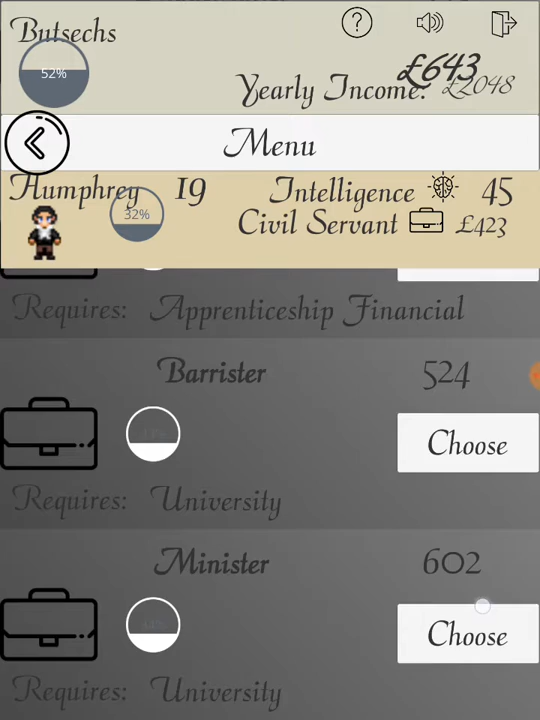 Butsechs
52%
£643
Yearly Income: £2048
Menu
Humphrey 19 Intelligence 45
32%
Civil Servant £423
Requires: Apprenticeship Financial
Barrister 524
Choose
Requires: University
Minister 602
Choose
Requires: University